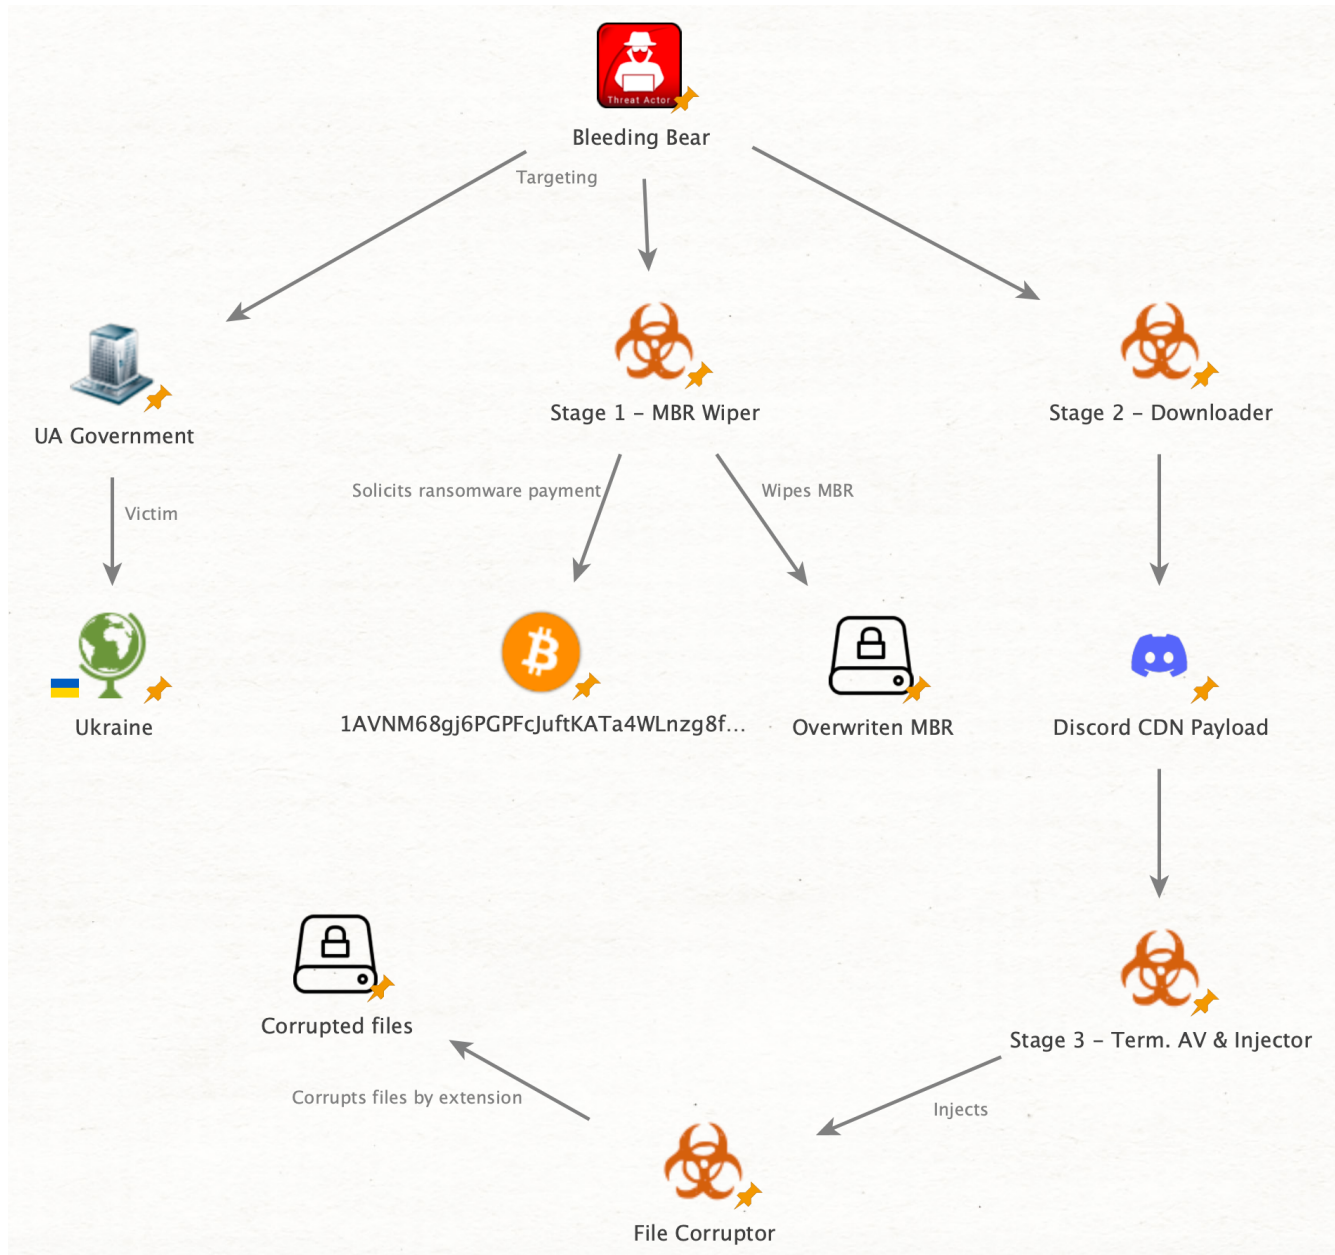 Threat Actor
Bleeding Bear
Targeting
UA Government
Stage 1 – MBR Wiper
Stage 2 – Downloader
Victim
Solicits ransomware payment
Wipes MBR
Ukraine
1AVNM68gj6PGPFcJuftKATa4WLnzg8f...
Overwriten MBR
Discord CDN Payload
Corrupted files
Stage 3 – Term. AV & Injector
Corrupts files by extension
Injects
File Corruptor